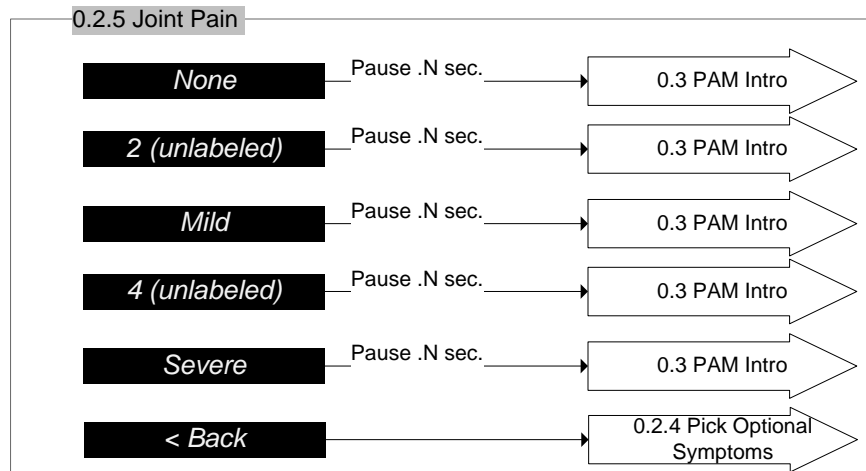 0.2.5 Joint Pain
None
Pause .N sec.
0.3 PAM Intro
2 (unlabeled)
Pause .N sec.
0.3 PAM Intro
Mild
Pause .N sec.
0.3 PAM Intro
4 (unlabeled)
Pause .N sec.
0.3 PAM Intro
Severe
Pause .N sec.
0.3 PAM Intro
< Back
0.2.4 Pick Optional
Symptoms